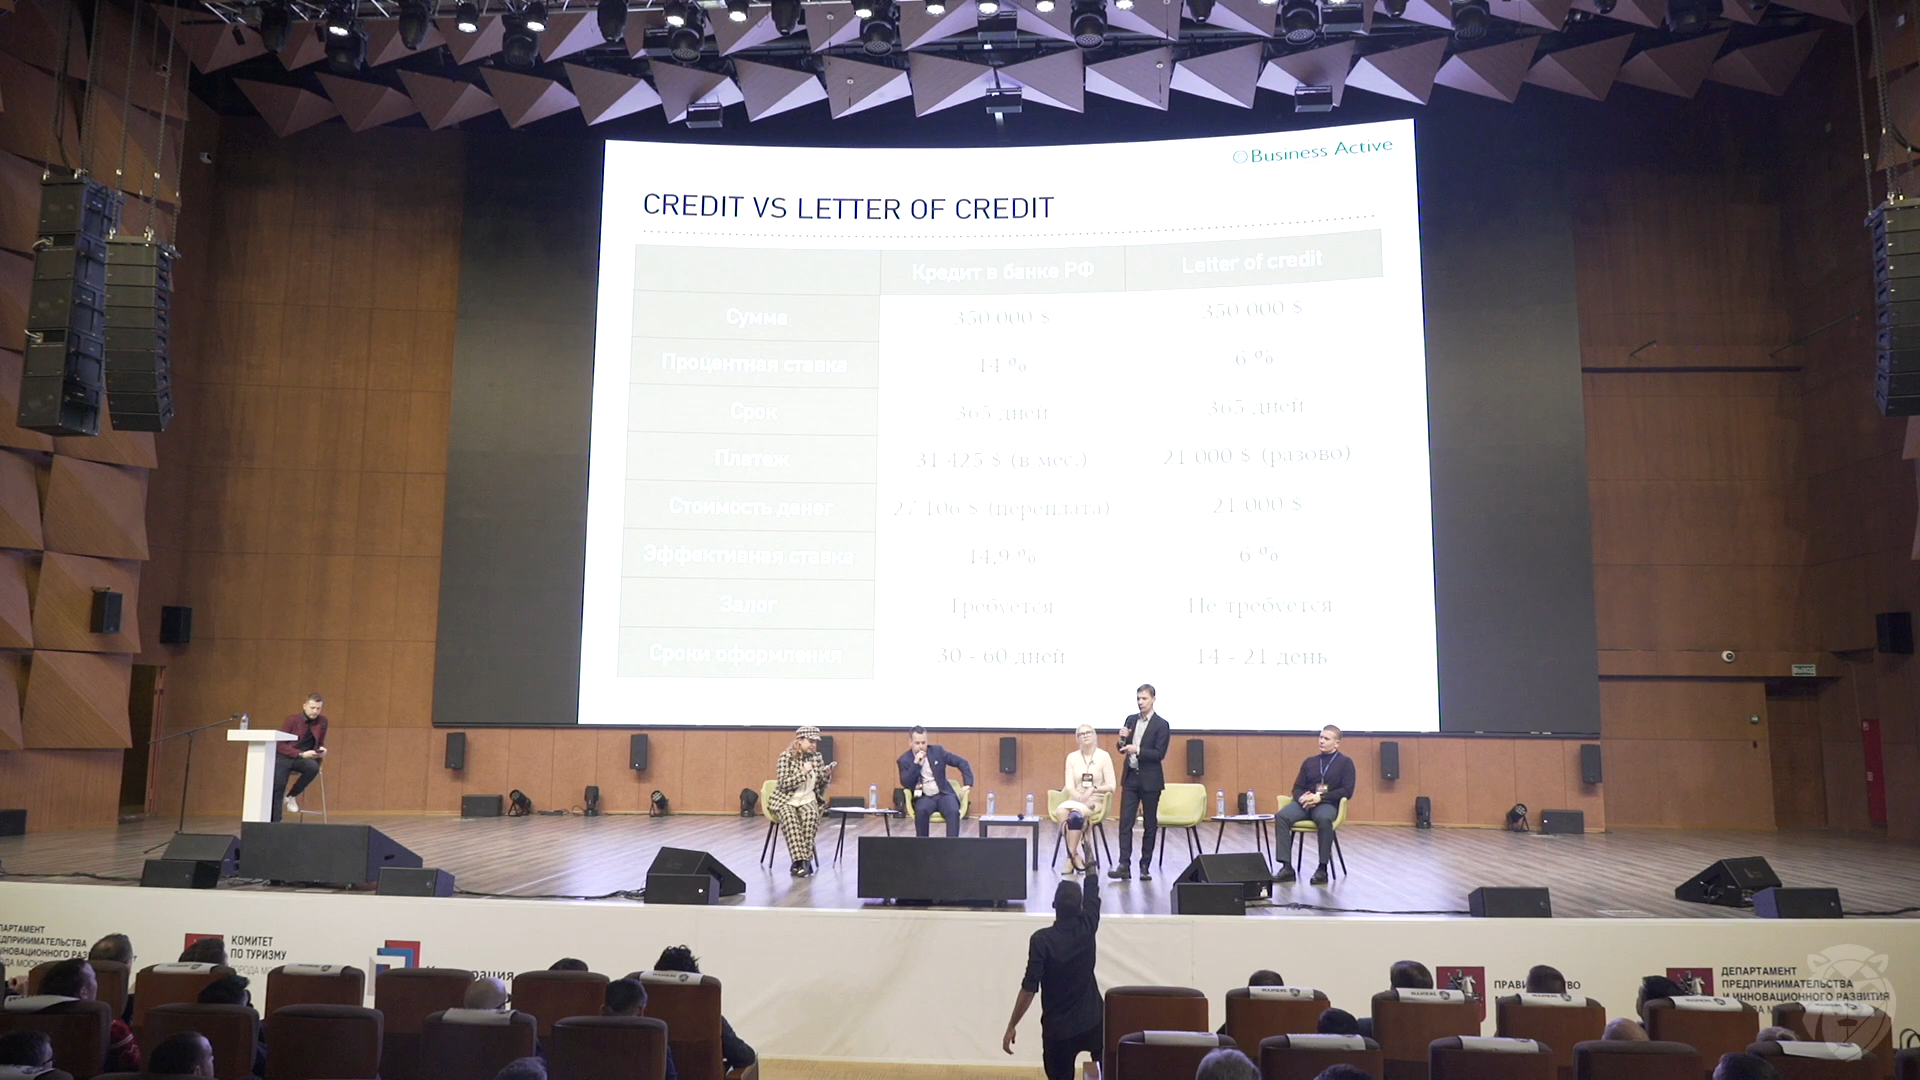 Business Active
CREDIT VS LETTER OF CREDIT
Кредит в банке РФ
Letter of credit
Сумма
350 000 $
350 000 $
Процентная ставка
14 %
6 %
Срок
365 дней
365 дней
Платеж
31 425 $ (в мес.)
21 000 $ (разово)
Стоимость денег
27 106 $ (переплата)
21 000 $
Эффективная ставка
14,9 %
6 %
Залог
Требуется
Не требуется
Сроки оформления
30 - 60 дней
14 - 21 день
ВЫХОД
КОМИТЕТ
ПО ТУРИЗМУ
ДЕПАРТАМЕНТ
ПРЕДПРИНИМАТЕЛЬСТВА
И ИННОВАЦИОННОГО РАЗВИТИЯ